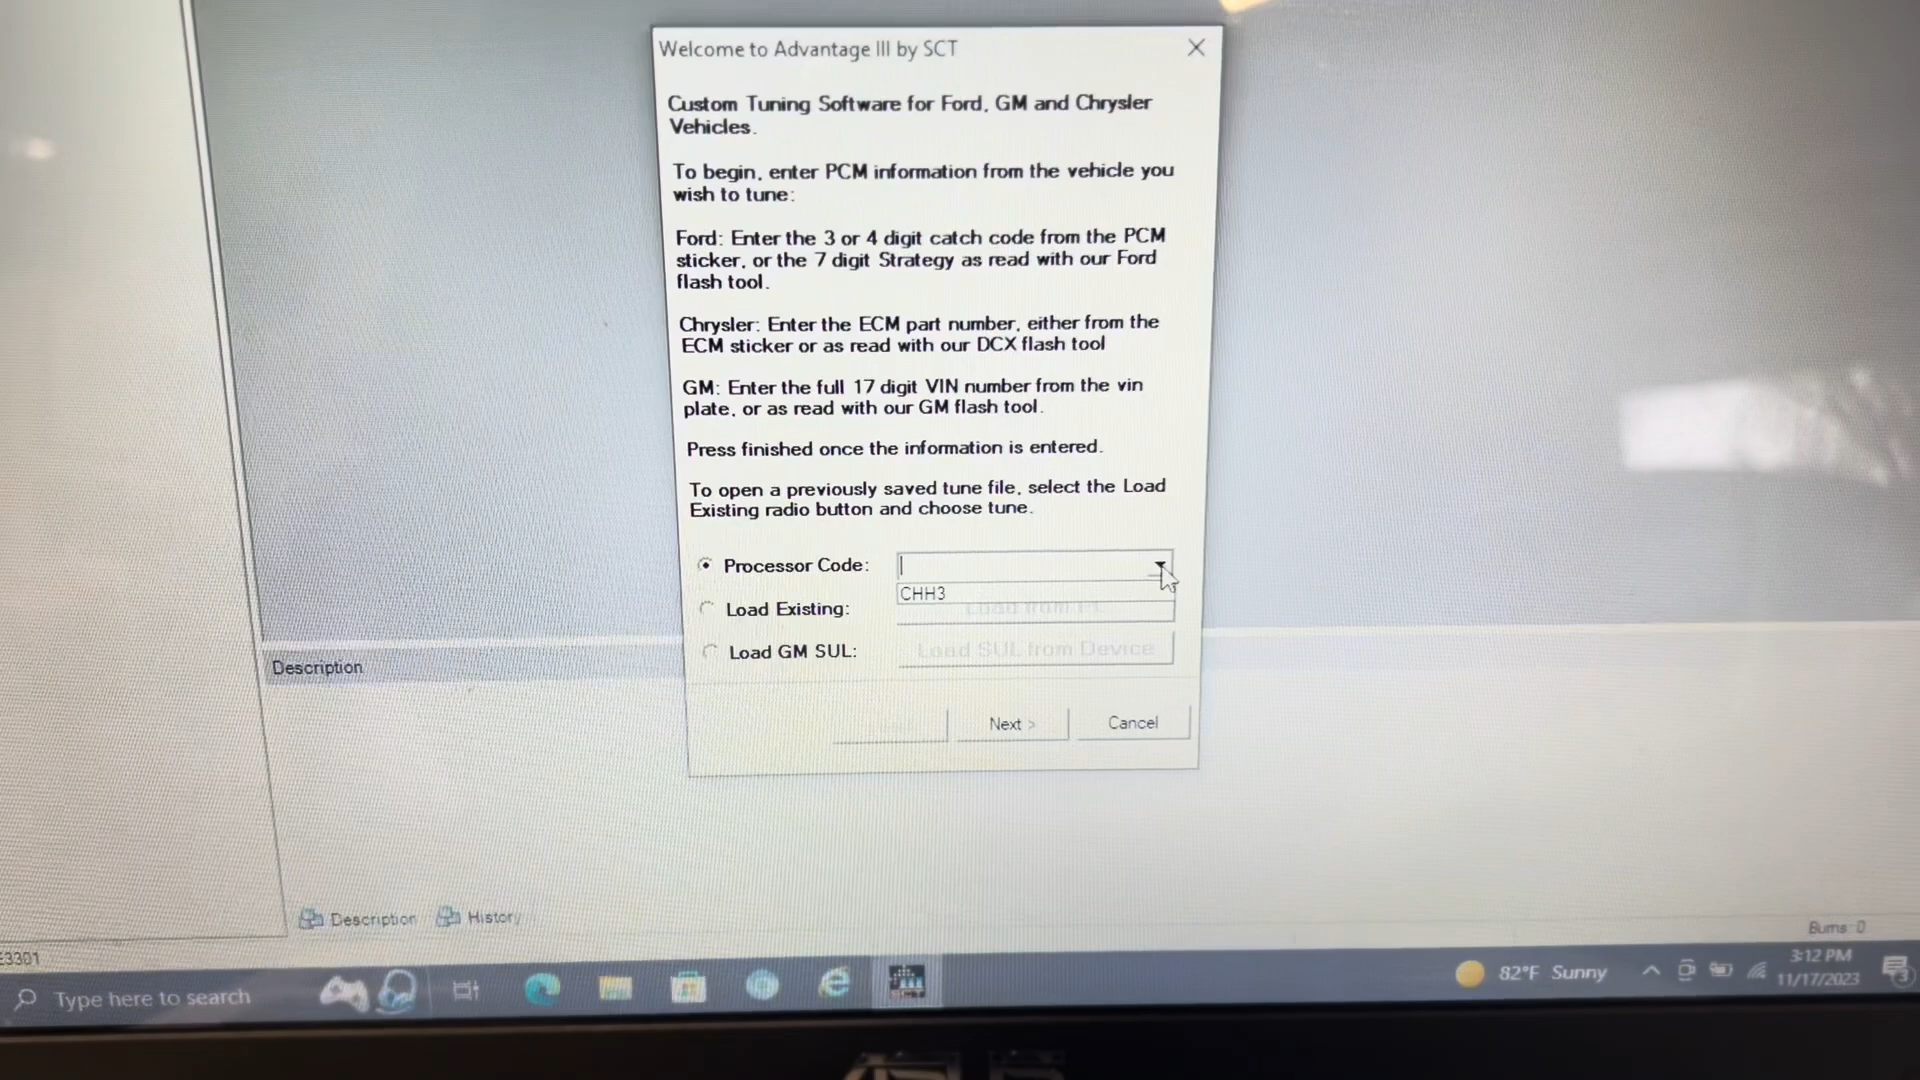 Welcome to Advantage III by SCT
Custom Tuning Software for Ford, GM and Chrysler
Vehicles.
To begin, enter PCM information from the vehicle you
wish to tune:
Ford: Enter the 3 or 4 digit catch code from the PCM
sticker, or the 7 digit Strategy as read with our Ford
flash tool.
Chrysler: Enter the ECM part number, either from the
ECM sticker or as read with our DCX flash tool
GM: Enter the full 17 digit VIN number from the vin
plate, or as read with our GM flash tool.
Press finished once the information is entered.
To open a previously saved tune file, select the Load
Existing radio button and choose tune.
Processor Code:
CHH3
Load Existing:
Load GM SUL: Load SUL from Device
Next > Cancel
Description
Description History
Burns: 0
3301
Type here to search
82°F Sunny
3:12 PM
11/17/2023
3